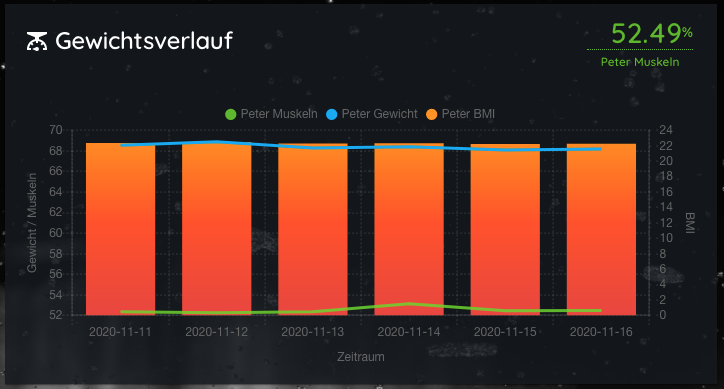 Gewichtsverlauf
52.49%
Peter Muskeln
Peter Muskeln Peter Gewicht Peter BMI
70 24
68 22
66 20
64 18
62 16
60 14
58 12
56 10
54 8
52 6
4
2
0
Gewicht / Muskeln
BMI
2020-11-11 2020-11-12 2020-11-13 2020-11-14 2020-11-15 2020-11-16
Zeitraum